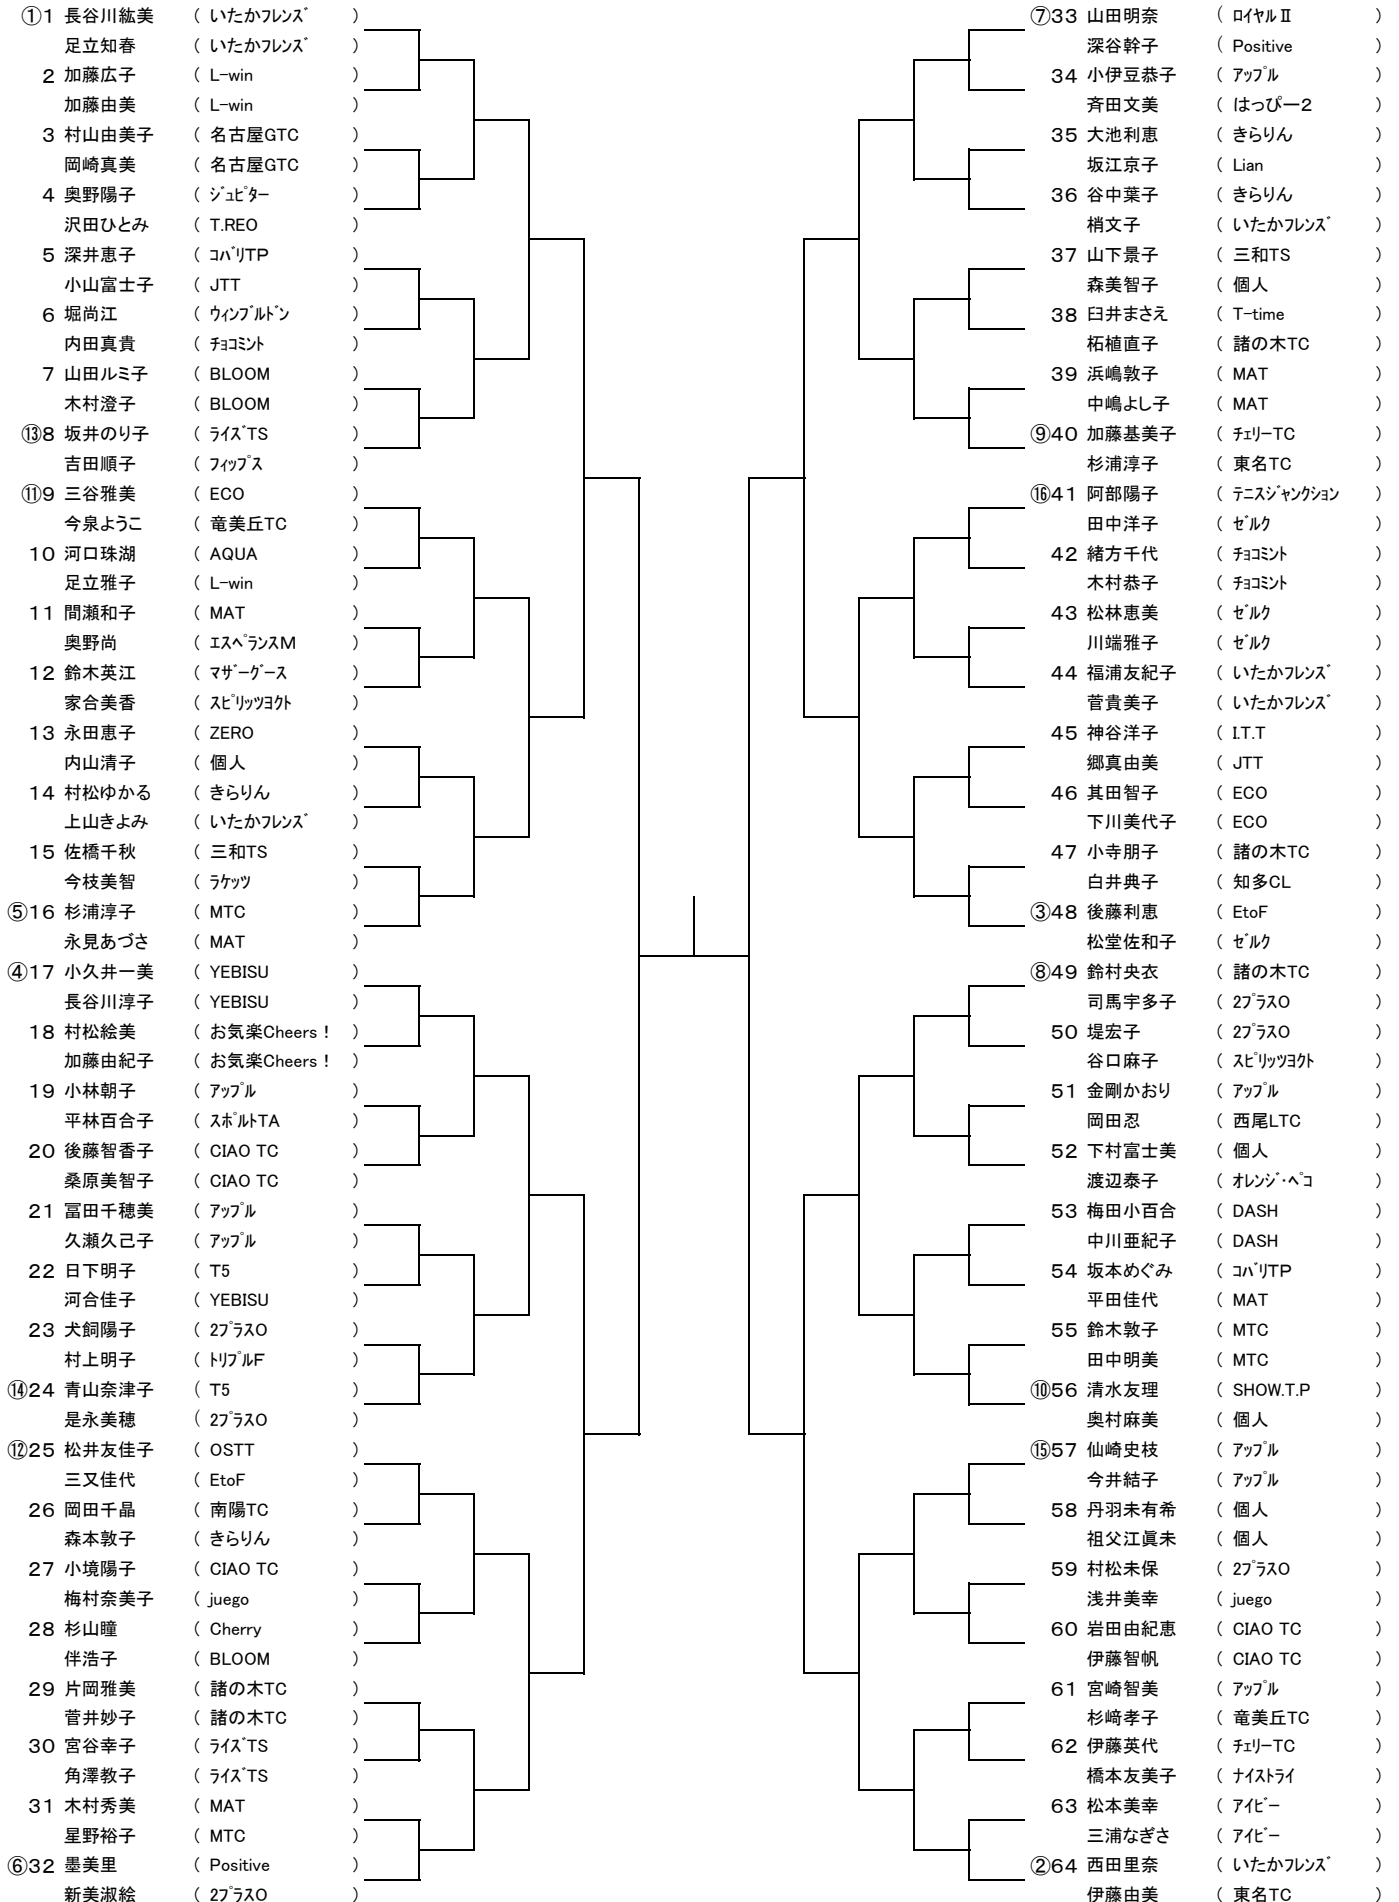 ①1 長谷川紘美 ( いたかフレンズ )
足立知春 ( いたかフレンズ )
2 加藤広子 ( L-win )
加藤由美 ( L-win )
3 村山由美子 ( 名古屋GTC )
岡崎真美 ( 名古屋GTC )
4 奥野陽子 ( ジュピター )
沢田ひとみ ( T.REO )
5 深井恵子 ( コバリTP )
小山富士子 ( JTT )
6 堀尚江 ( ウィンブルドン )
内田真貴 ( チョコミント )
7 山田ルミ子 ( BLOOM )
木村澄子 ( BLOOM )
⑬8 坂井のり子 ( ライズTS )
吉田順子 ( フィップス )
⑪9 三谷雅美 ( ECO )
今泉ようこ ( 竜美丘TC )
10 河口珠湖 ( AQUA )
足立雅子 ( L-win )
11 間瀬和子 ( MAT )
奥野尚 ( エスペランスM )
12 鈴木英江 ( マザーグース )
家合美香 ( スピリッツヨクト )
13 永田恵子 ( ZERO )
内山清子 ( 個人 )
14 村松ゆかる ( きらりん )
上山きよみ ( いたかフレンズ )
15 佐橋千秋 ( 三和TS )
今枝美智 ( ラケッツ )
⑤16 杉浦淳子 ( MTC )
永見あづさ ( MAT )
④17 小久井一美 ( YEBISU )
長谷川淳子 ( YEBISU )
18 村松絵美 ( お気楽Cheers! )
加藤由紀子 ( お気楽Cheers! )
19 小林朝子 ( アップル )
平林百合子 ( スポルトTA )
20 後藤智香子 ( CIAO TC )
桑原美智子 ( CIAO TC )
21 冨田千穂美 ( アップル )
久瀬久己子 ( アップル )
22 日下明子 ( T5 )
河合佳子 ( YEBISU )
23 犬飼陽子 ( 2プラスO )
村上明子 ( トリプルF )
⑭24 青山奈津子 ( T5 )
是永美穂 ( 2プラスO )
⑫25 松井友佳子 ( OSTT )
三又佳代 ( EtoF )
26 岡田千晶 ( 南陽TC )
森本敦子 ( きらりん )
27 小境陽子 ( CIAO TC )
梅村奈美子 ( juego )
28 杉山瞳 ( Cherry )
伴浩子 ( BLOOM )
29 片岡雅美 ( 諸の木TC )
菅井妙子 ( 諸の木TC )
30 宮谷幸子 ( ライズTS )
角澤教子 ( ライズTS )
31 木村秀美 ( MAT )
星野裕子 ( MTC )
⑥32 墨美里 ( Positive )
新美淑絵 ( 2プラスO )
⑦33 山田明奈 ( ロイヤルⅡ )
深谷幹子 ( Positive )
34 小伊豆恭子 ( アップル )
斉田文美 ( はっぴー2 )
35 大池利恵 ( きらりん )
坂江京子 ( Lian )
36 谷中葉子 ( きらりん )
梢文子 ( いたかフレンズ )
37 山下景子 ( 三和TS )
森美智子 ( 個人 )
38 臼井まさえ ( T-time )
柘植直子 ( 諸の木TC )
39 浜嶋敦子 ( MAT )
中嶋よし子 ( MAT )
⑨40 加藤基美子 ( チェリーTC )
杉浦淳子 ( 東名TC )
⑯41 阿部陽子 ( テニスジャンクション )
田中洋子 ( ゼルク )
42 緒方千代 ( チョコミント )
木村恭子 ( チョコミント )
43 松林恵美 ( ゼルク )
川端雅子 ( ゼルク )
44 福浦友紀子 ( いたかフレンズ )
菅貴美子 ( いたかフレンズ )
45 神谷洋子 ( I.T.T )
郷真由美 ( JTT )
46 其田智子 ( ECO )
下川美代子 ( ECO )
47 小寺朋子 ( 諸の木TC )
白井典子 ( 知多CL )
③48 後藤利恵 ( EtoF )
松堂佐和子 ( ゼルク )
⑧49 鈴村央衣 ( 諸の木TC )
司馬宇多子 ( 2プラスO )
50 堤宏子 ( 2プラスO )
谷口麻子 ( スピリッツヨクト )
51 金剛かおり ( アップル )
岡田忍 ( 西尾LTC )
52 下村富士美 ( 個人 )
渡辺泰子 ( オレンジ・ペコ )
53 梅田小百合 ( DASH )
中川亜紀子 ( DASH )
54 坂本めぐみ ( コバリTP )
平田佳代 ( MAT )
55 鈴木敦子 ( MTC )
田中明美 ( MTC )
⑩56 清水友理 ( SHOW.T.P )
奥村麻美 ( 個人 )
⑮57 仙崎史枝 ( アップル )
今井結子 ( アップル )
58 丹羽未有希 ( 個人 )
祖父江眞未 ( 個人 )
59 村松未保 ( 2プラスO )
浅井美幸 ( juego )
60 岩田由紀恵 ( CIAO TC )
伊藤智帆 ( CIAO TC )
61 宮崎智美 ( アップル )
杉﨑孝子 ( 竜美丘TC )
62 伊藤英代 ( チェリーTC )
橋本友美子 ( ナイストライ )
63 松本美幸 ( アイビー )
三浦なぎさ ( アイビー )
②64 西田里奈 ( いたかフレンズ )
伊藤由美 ( 東名TC )